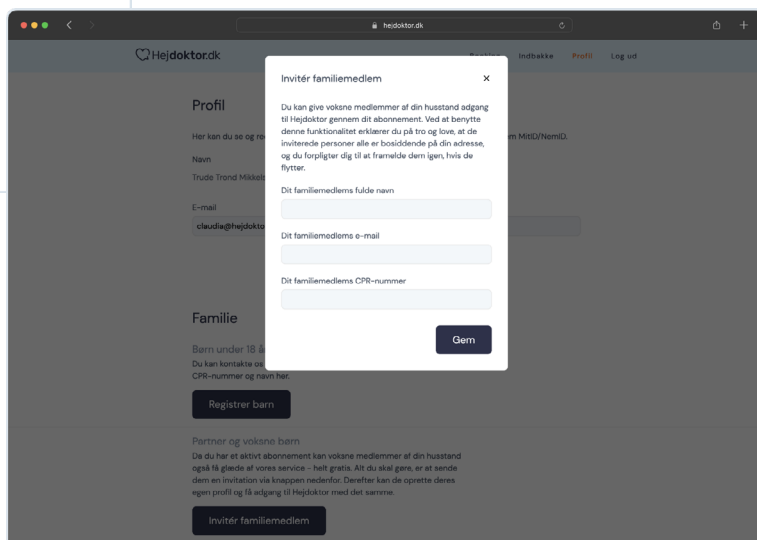 hejdoktor.dk
Hejdoktor.dk
Indbakke Profil Log ud
Invitér familiemedlem
Profil
Du kan give voksne medlemmer af din husstand adgang
til Hejdoktor gennem dit abonnement. Ved at benytte
denne funktionalitet erklærer du på tro og love, at de
inviterede personer alle er bosiddende på din adresse,
og du forpligter dig til at framelde dem igen, hvis de
flytter.
Her kan du se og
MitID/NemID.
Navn
Trude Trond
Dit familiemedlems fulde navn
E-mail
Dit familiemedlems e-mail
Dit familiemedlems CPR-nummer
Gem
Familie
Børn under 18
Du kan kontakte os
CPR-nummer og navn her.
Registrer barn
Partner og voksne børn
Da du har et aktivt abonnement kan voksne medlemmer af din husstand
også få glæde af vores service - helt gratis. Alt du skal gøre, er at sende
dem en invitation via knappen nedenfor. Derefter kan de oprette deres
egen profil og få adgang til Hejdoktor med det samme.
Invitér familiemedlem